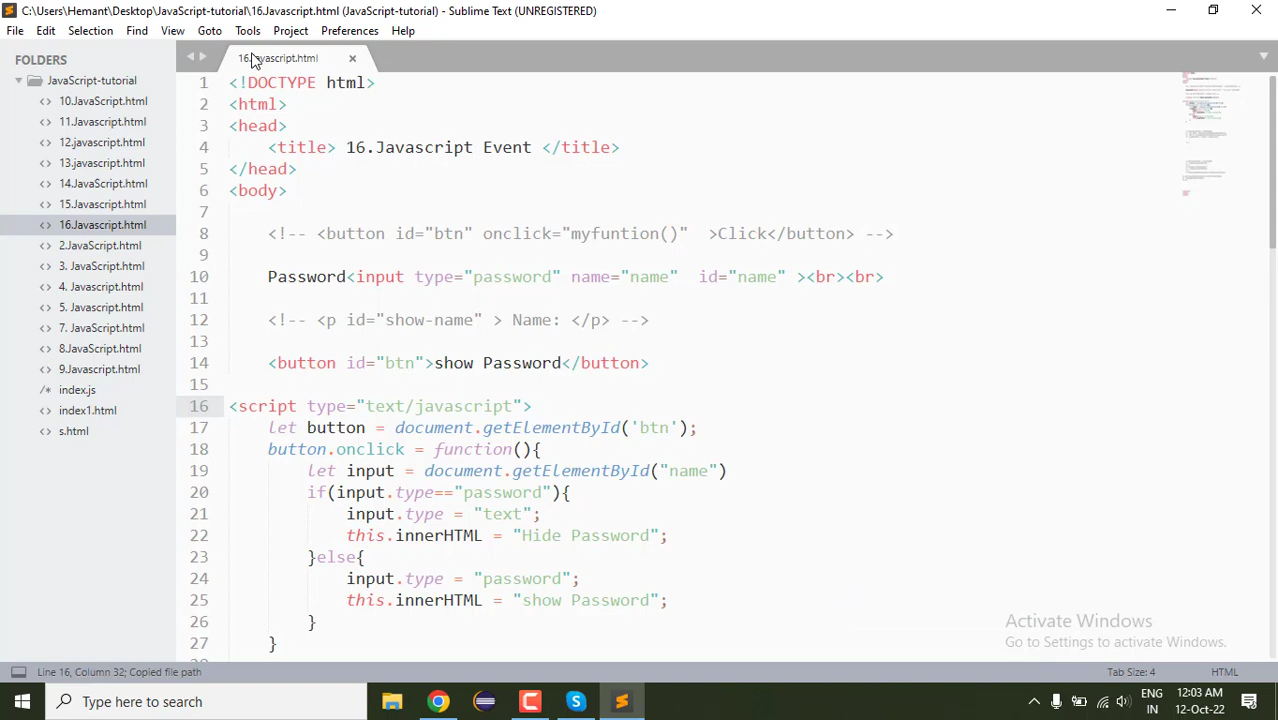 C:\Users\Hemant\Desktop\JavaScript-tutorial\16.Javascript.html (JavaScript-tutorial) - Sublime Text (UNREGISTERED)
File Edit Selection Find View Goto Tools Project Preferences Help
FOLDERS
JavaScript-tutorial
<> 10.JavaScript.html
<> 11.Javascript.html
<> 12.javascript.html
<> 13.javascript.html
<> 14.JavaScript.html
<> 15.Javascript.html
<> 16.Javascript.html
<> 2.JavaScript.html
<> 3. JavaScript.html
<> 4. JavaScript.html
<> 5. Javascript.html
<> 7. JavaScript.html
<> 8.JavaScript.html
<> 9.Javascript.html
/* index.js
<> index1.html
<> s.html
16.Javascript.html
1 <!DOCTYPE html>
2 <html>
3 <head>
4 <title> 16.Javascript Event </title>
5 </head>
6 <body>
7
8 <!-- <button id="btn" onclick="myfuntion()"  >Click</button> -->
9
10 Password<input type="password" name="name"  id="name" ><br><br>
11
12 <!-- <p id="show-name" > Name: </p> -->
13
14 <button id="btn">show Password</button>
15
16 <script type="text/javascript">
17 let button = document.getElementById('btn');
18 button.onclick = function(){
19 let input = document.getElementById("name")
20 if(input.type=="password"){
21 input.type = "text";
22 this.innerHTML = "Hide Password";
23 }else{
24 input.type = "password";
25 this.innerHTML = "show Password";
26 }
27 }
Activate Windows
Go to Settings to activate Windows.
Line 16, Column 32; Copied file path
Tab Size: 4
HTML
Type here to search
ENG
IN
12:03 AM
12-Oct-22